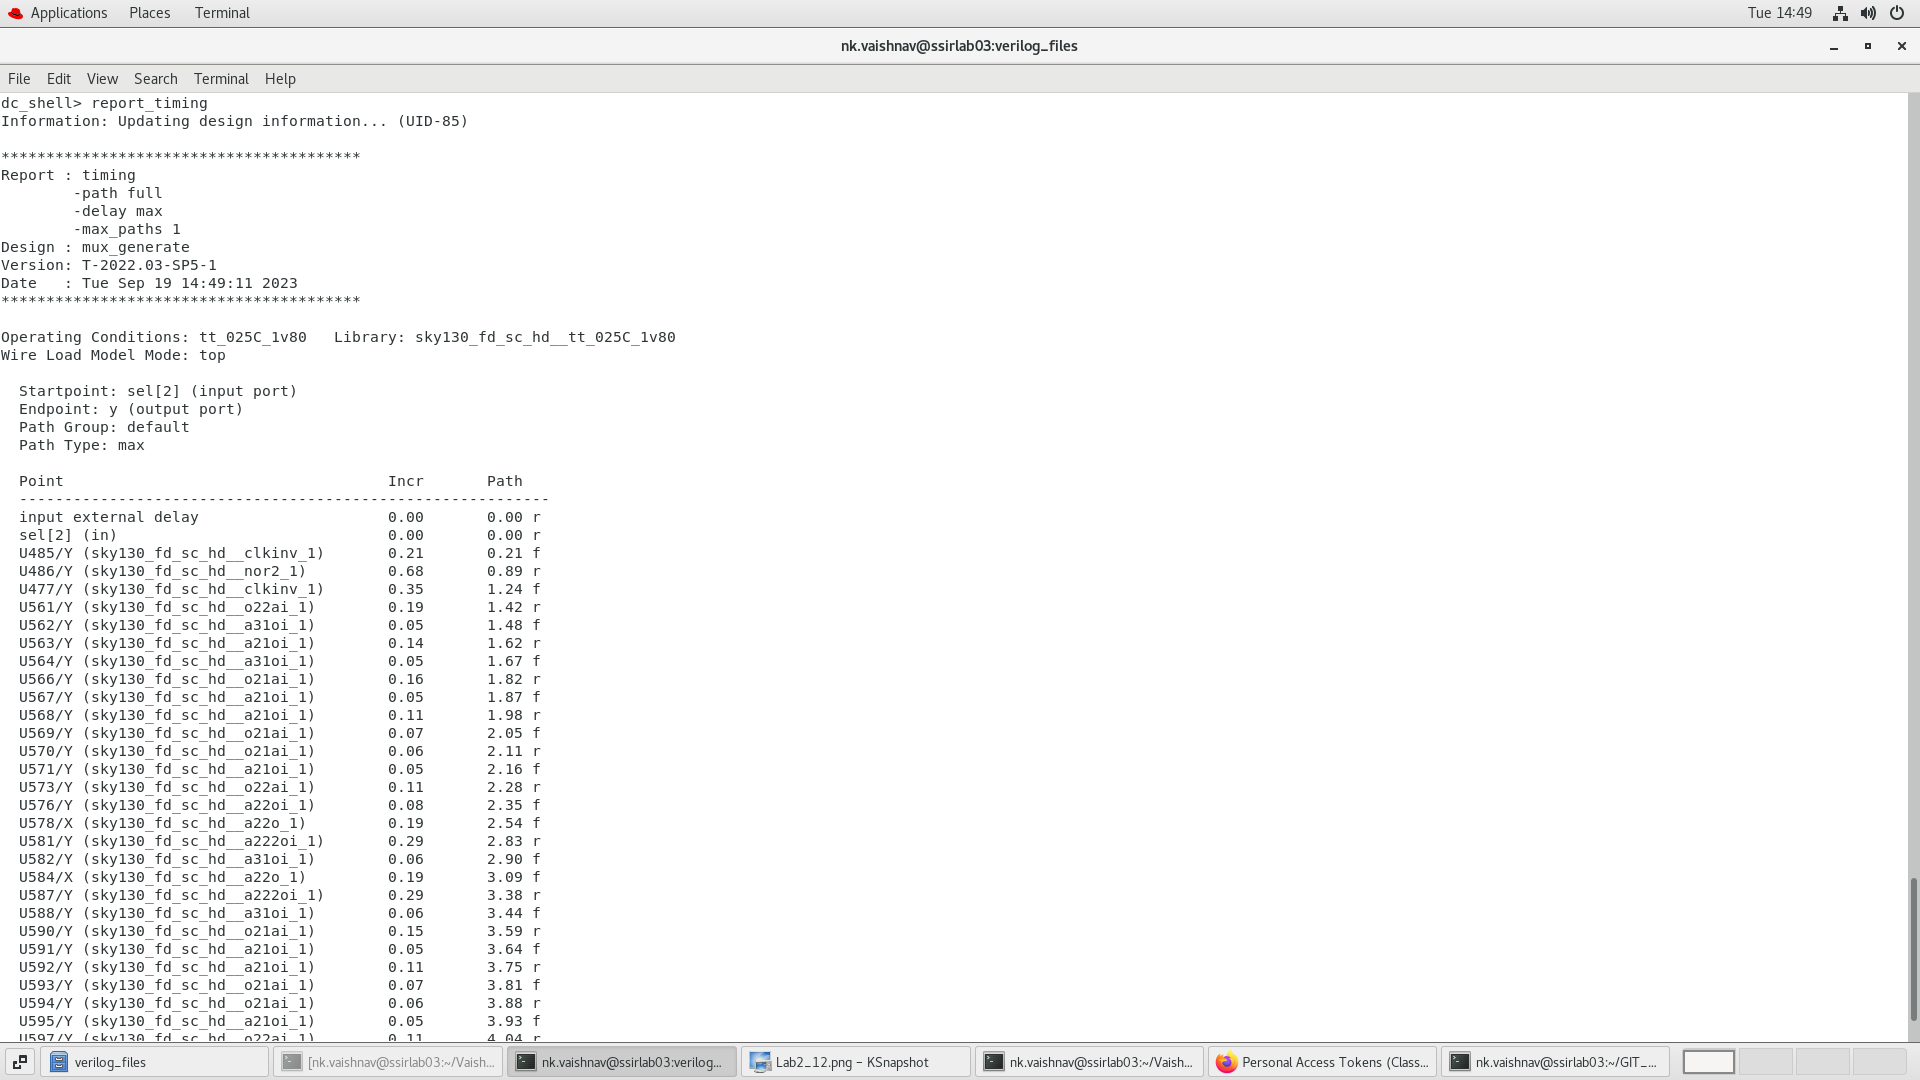 Applications Places Terminal Tue 14:49
nk.vaishnav@ssirlab03:verilog_files
File Edit View Search Terminal Help
dc_shell> report_timing
Information: Updating design information... (UID-85)
****************************************
Report : timing
        -path full
        -delay max
        -max_paths 1
Design : mux_generate
Version: T-2022.03-SP5-1
Date   : Tue Sep 19 14:49:11 2023
****************************************
Operating Conditions: tt_025C_1v80   Library: sky130_fd_sc_hd__tt_025C_1v80
Wire Load Model Mode: top
  Startpoint: sel[2] (input port)
  Endpoint: y (output port)
  Path Group: default
  Path Type: max
  Point                                    Incr       Path
  -----------------------------------------------------------
  input external delay                     0.00       0.00 r
  sel[2] (in)                              0.00       0.00 r
  U485/Y (sky130_fd_sc_hd__clkinv_1)       0.21       0.21 f
  U486/Y (sky130_fd_sc_hd__nor2_1)         0.68       0.89 r
  U477/Y (sky130_fd_sc_hd__clkinv_1)       0.35       1.24 f
  U561/Y (sky130_fd_sc_hd__o22ai_1)        0.19       1.42 r
  U562/Y (sky130_fd_sc_hd__a31oi_1)        0.05       1.48 f
  U563/Y (sky130_fd_sc_hd__a21oi_1)        0.14       1.62 r
  U564/Y (sky130_fd_sc_hd__a31oi_1)        0.05       1.67 f
  U566/Y (sky130_fd_sc_hd__o21ai_1)        0.16       1.82 r
  U567/Y (sky130_fd_sc_hd__a21oi_1)        0.05       1.87 f
  U568/Y (sky130_fd_sc_hd__a21oi_1)        0.11       1.98 r
  U569/Y (sky130_fd_sc_hd__o21ai_1)        0.07       2.05 f
  U570/Y (sky130_fd_sc_hd__o21ai_1)        0.06       2.11 r
  U571/Y (sky130_fd_sc_hd__a21oi_1)        0.05       2.16 f
  U573/Y (sky130_fd_sc_hd__o22ai_1)        0.11       2.28 r
  U576/Y (sky130_fd_sc_hd__a22oi_1)        0.08       2.35 f
  U578/X (sky130_fd_sc_hd__a22o_1)         0.19       2.54 f
  U581/Y (sky130_fd_sc_hd__a222oi_1)       0.29       2.83 r
  U582/Y (sky130_fd_sc_hd__a31oi_1)        0.06       2.90 f
  U584/X (sky130_fd_sc_hd__a22o_1)         0.19       3.09 f
  U587/Y (sky130_fd_sc_hd__a222oi_1)       0.29       3.38 r
  U588/Y (sky130_fd_sc_hd__a31oi_1)        0.06       3.44 f
  U590/Y (sky130_fd_sc_hd__o21ai_1)        0.15       3.59 r
  U591/Y (sky130_fd_sc_hd__a21oi_1)        0.05       3.64 f
  U592/Y (sky130_fd_sc_hd__a21oi_1)        0.11       3.75 r
  U593/Y (sky130_fd_sc_hd__o21ai_1)        0.07       3.81 f
  U594/Y (sky130_fd_sc_hd__o21ai_1)        0.06       3.88 r
  U595/Y (sky130_fd_sc_hd__a21oi_1)        0.05       3.93 f
  U597/Y (sky130_fd_sc_hd__o22ai_1)        0.11       4.04 r
verilog_files [nk.vaishnav@ssirlab03:~/Vaish... nk.vaishnav@ssirlab03:verilog... Lab2_12.png - KSnapshot nk.vaishnav@ssirlab03:~/Vaish... Personal Access Tokens (Class... nk.vaishnav@ssirlab03:~/GIT_...